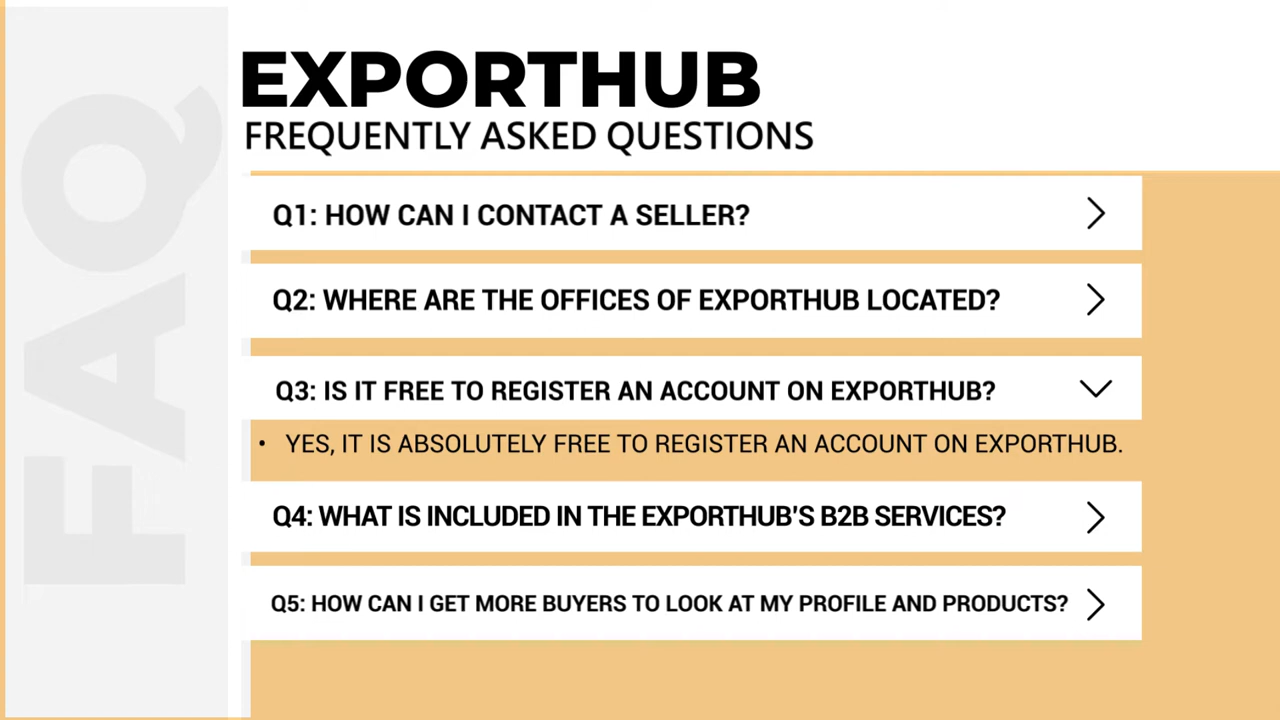 FAQ
EXPORTHUB
FREQUENTLY ASKED QUESTIONS
Q1: HOW CAN I CONTACT A SELLER?
Q2: WHERE ARE THE OFFICES OF EXPORTHUB LOCATED?
Q3: IS IT FREE TO REGISTER AN ACCOUNT ON EXPORTHUB?
• YES, IT IS ABSOLUTELY FREE TO REGISTER AN ACCOUNT ON EXPORTHUB.
Q4: WHAT IS INCLUDED IN THE EXPORTHUB'S B2B SERVICES?
Q5: HOW CAN I GET MORE BUYERS TO LOOK AT MY PROFILE AND PRODUCTS?